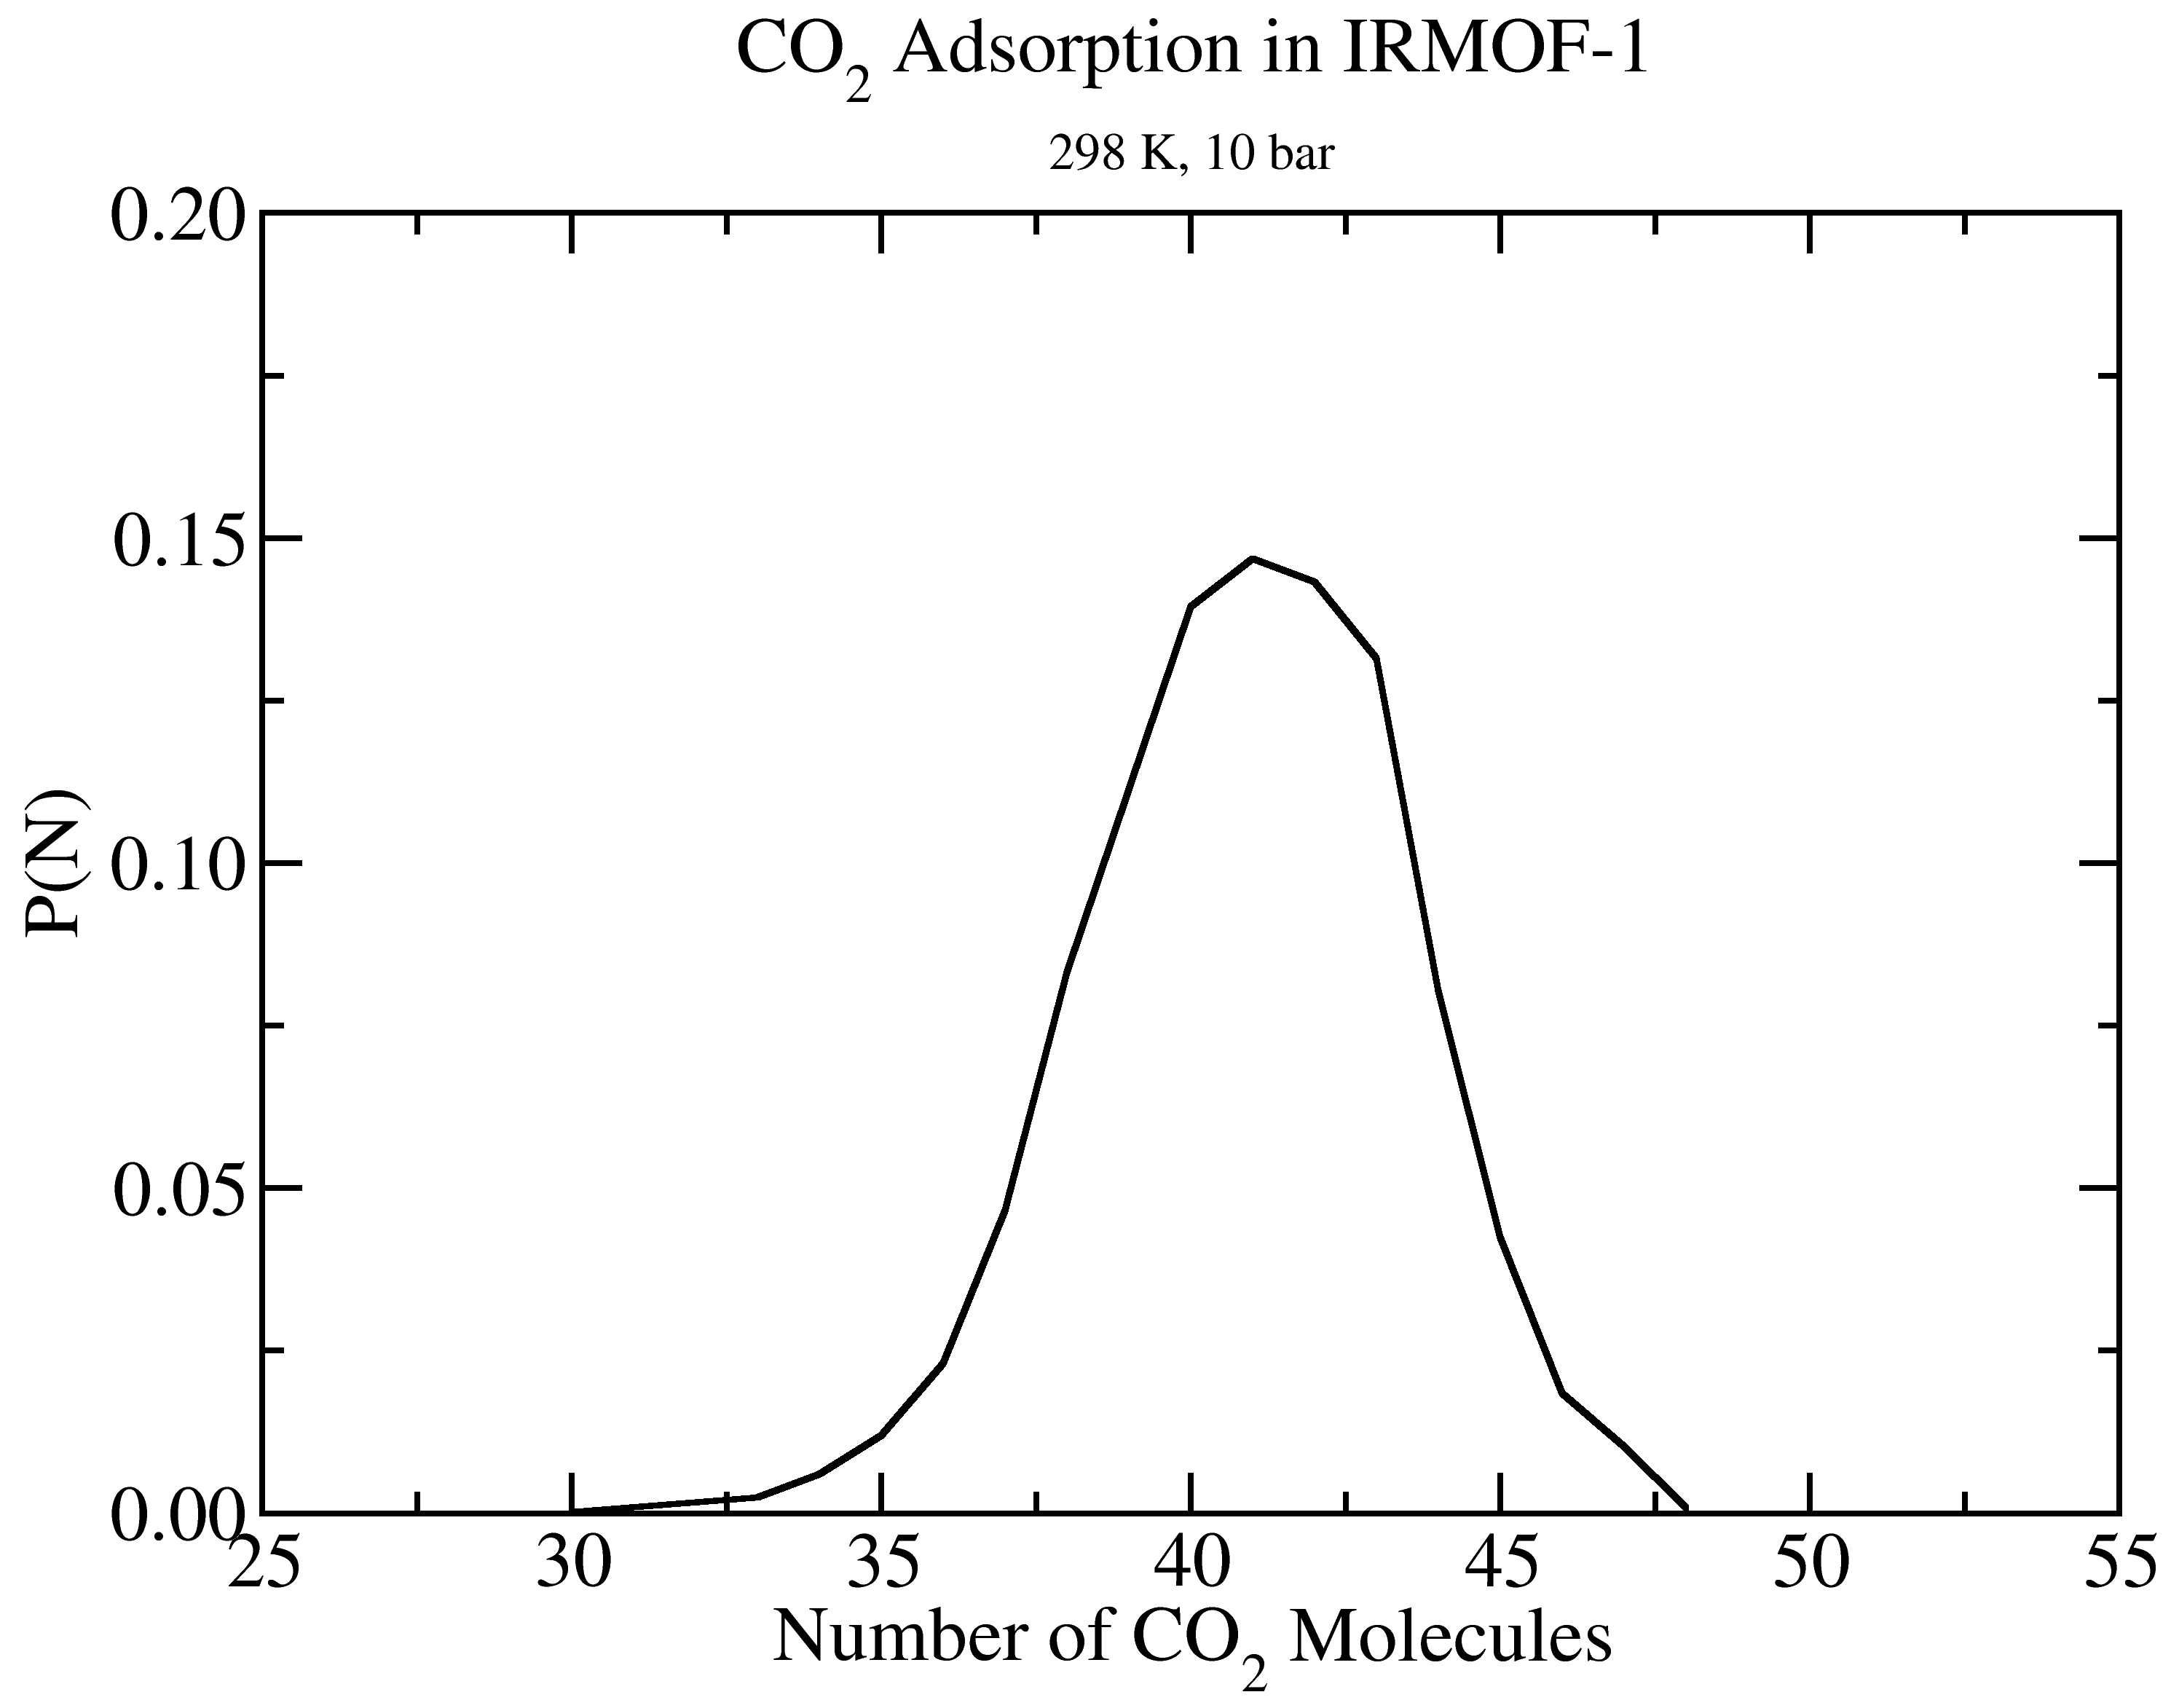 CO2 Adsorption in IRMOF-1
298 K, 10 bar
0.20
0.15
0.10
0.05
0.00
P(N)
25 30 35 40 45 50 55
Number of CO2 Molecules